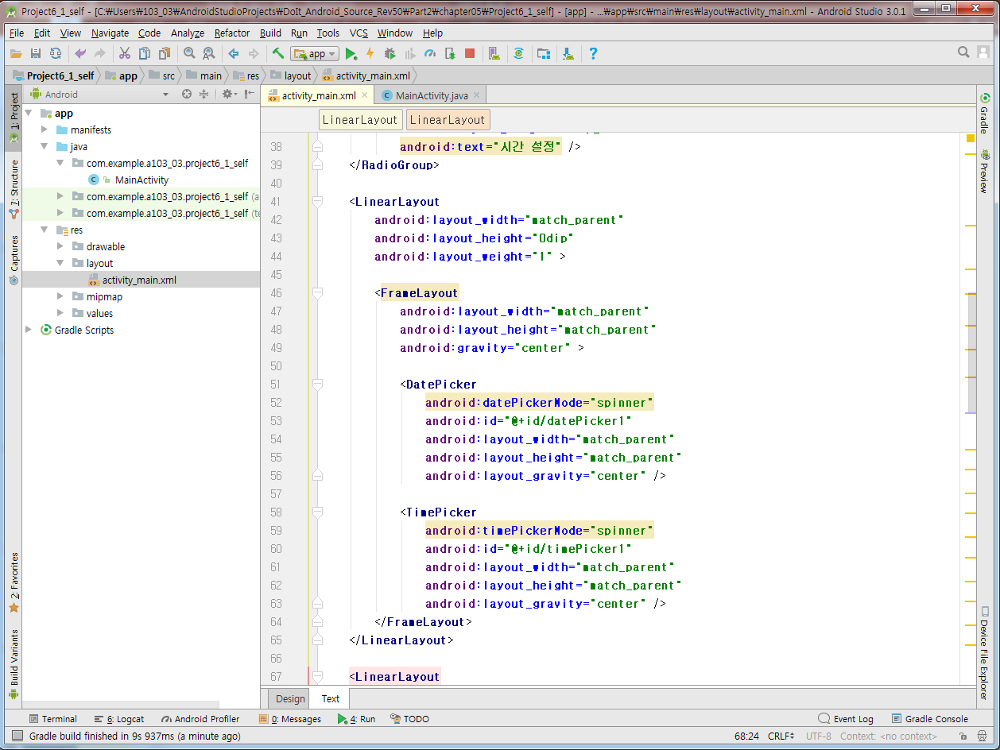 Project6_1_self - [C:\Users\103_03\AndroidStudioProjects\DoIt_Android_Source_Rev50\Part2\chapter05\Project6_1_self] - [app] - ...\app\src\main\res\layout\activity_main.xml - Android Studio 3.0.1
File Edit View Navigate Code Analyze Refactor Build Run Tools VCS Window Help
app
Project6_1_self app src main res layout activity_main.xml
1: Project
7: Structure
Captures
2: Favorites
Build Variants
Android
app
manifests
java
com.example.a103_03.project6_1_self
MainActivity
com.example.a103_03.project6_1_self (a
com.example.a103_03.project6_1_self (te
res
drawable
layout
activity_main.xml
mipmap
values
Gradle Scripts
activity_main.xml MainActivity.java
LinearLayout LinearLayout
38 android:text="시간 설정" />
39 </RadioGroup>
40
41 <LinearLayout
42 android:layout_width="match_parent"
43 android:layout_height="0dip"
44 android:layout_weight="1" >
45
46 <FrameLayout
47 android:layout_width="match_parent"
48 android:layout_height="match_parent"
49 android:gravity="center" >
50
51 <DatePicker
52 android:datePickerMode="spinner"
53 android:id="@+id/datePicker1"
54 android:layout_width="match_parent"
55 android:layout_height="match_parent"
56 android:layout_gravity="center" />
57
58 <TimePicker
59 android:timePickerMode="spinner"
60 android:id="@+id/timePicker1"
61 android:layout_width="match_parent"
62 android:layout_height="match_parent"
63 android:layout_gravity="center" />
64 </FrameLayout>
65 </LinearLayout>
66
67 <LinearLayout
Design Text
Gradle
Preview
Device File Explorer
Terminal 6: Logcat Android Profiler 0: Messages 4: Run TODO Event Log Gradle Console
Gradle build finished in 9s 937ms (a minute ago) 68:24 CRLF UTF-8 Context: <no context>